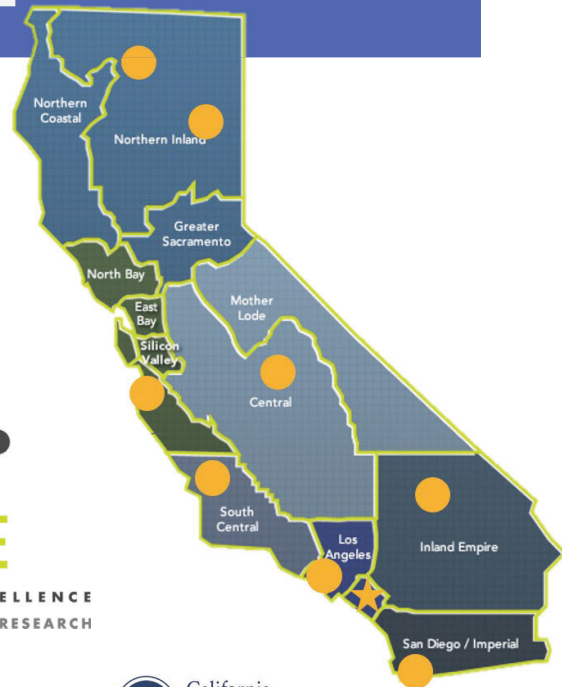 Northern
Coastal
Northern Inland
Greater
Sacramento
North Bay
Mother
Lode
East
Bay
Silicon
Valley
Central
South
Central
Los
Angeles
Inland Empire
San Diego / Imperial
ELLENCE
RESEARCH
California